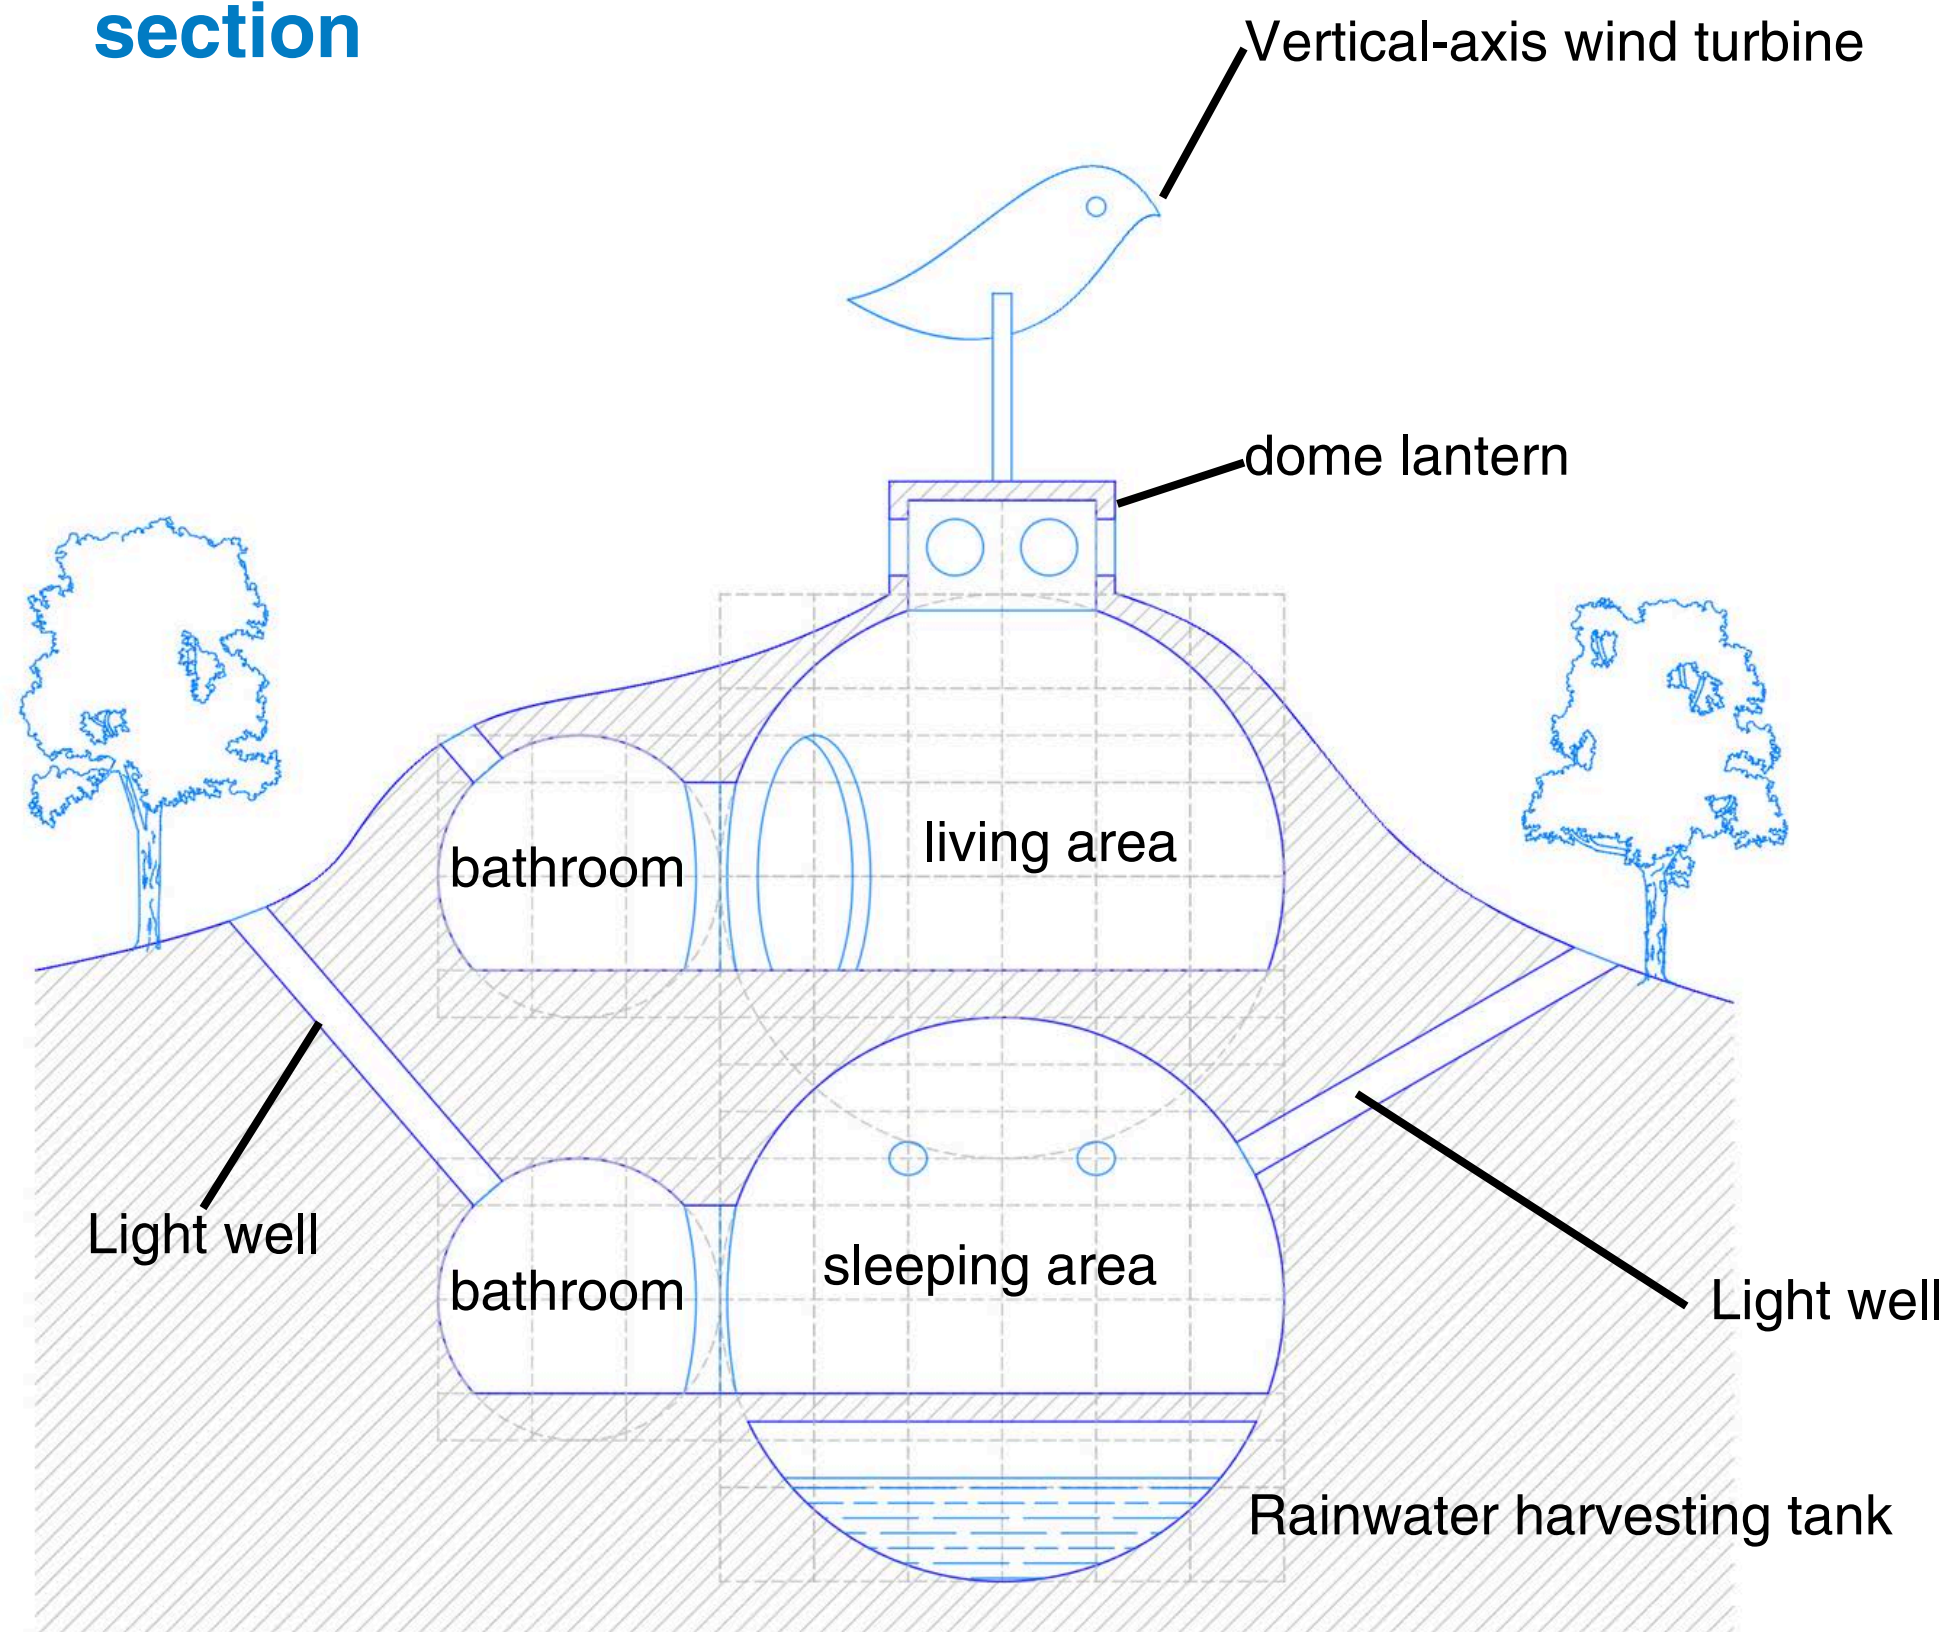 section
Vertical-axis wind turbine
dome lantern
living area
bathroom
Light well
sleeping area
bathroom
Light well
Rainwater harvesting tank